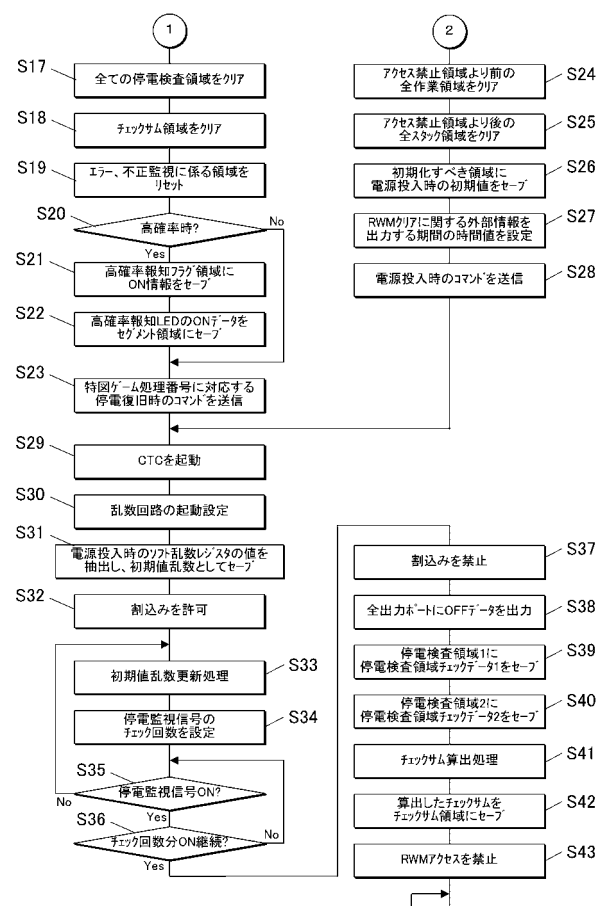 1
S17
全ての停電検査領域をクリア
S18
チェックサム領域をクリア
S19
エラー、不正監視に係る領域を
リセット
S20
高確率時?
No
Yes
S21
高確率報知フラグ領域に
ON情報をセーブ
S22
高確率報知LEDのONデータを
セグメント領域にセーブ
S23
特図ゲーム処理番号に対応する
停電復旧時のコマンドを送信
2
アクセス禁止領域より前の
全作業領域をクリア
S24
アクセス禁止領域より後の
全スタック領域をクリア
S25
初期化すべき領域に
電源投入時の初期値をセーブ
S26
RWMクリアに関する外部情報を
出力する期間の時間値を設定
S27
電源投入時のコマンドを送信
S28
S29
CTCを起動
S30
乱数回路の起動設定
S31
電源投入時のソフト乱数レジスタの値を
抽出し、初期値乱数としてセーブ
S32
割込みを許可
初期値乱数更新処理
S33
停電監視信号の
チェック回数を設定
S34
S35
停電監視信号ON?
No
Yes
S36
チェック回数分ON継続?
No
Yes
割込みを禁止
S37
全出力ポートにOFFデータを出力
S38
停電検査領域1に
停電検査領域チェックデータ1をセーブ
S39
停電検査領域2に
停電検査領域チェックデータ2をセーブ
S40
チェックサム算出処理
S41
算出したチェックサムを
チェックサム領域にセーブ
S42
RWMアクセスを禁止
S43